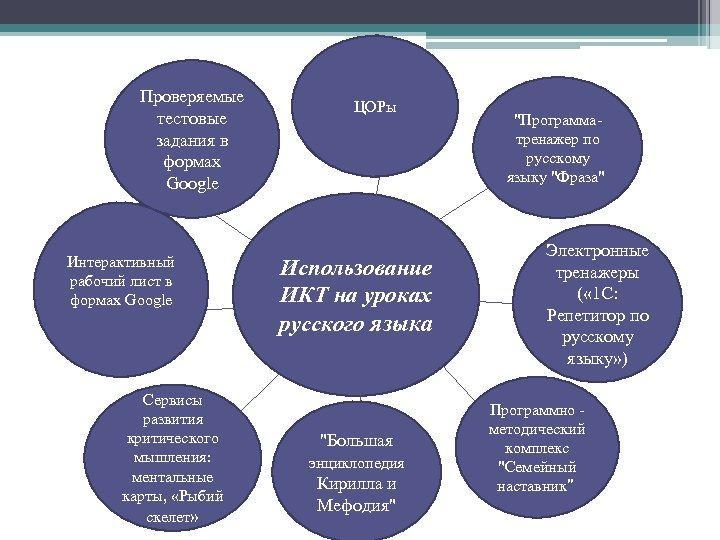 Проверяемые
тестовые
задания в
формах
Google
ЦОРы
"Программа-
тренажер по
русскому
языку "Фраза"
Интерактивный
рабочий лист в
формах Google
Использование
ИКТ на уроках
русского языка
Электронные
тренажеры
(«1С:
Репетитор по
русскому
языку»)
Сервисы
развития
критического
мышления:
ментальные
карты, «Рыбий
скелет»
"Большая
энциклопедия
Кирилла и
Мефодия"
Программно -
методический
комплекс
"Семейный
наставник"